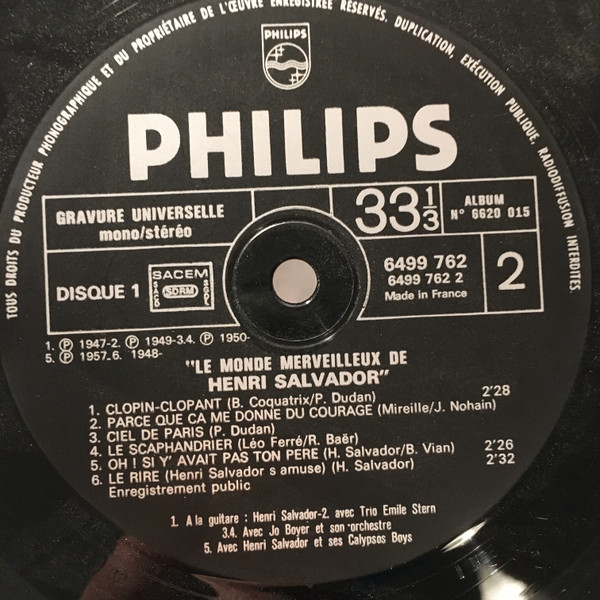 TOUS DROITS DU PRODUCTEUR PHONOGRAPHIQUE ET DU PROPRIÉTAIRE DE L'ŒUVRE ENREGISTRÉE RÉSERVÉS. DUPLICATION, EXÉCUTION PUBLIQUE, RADIODIFFUSION INTERDITES.
PHILIPS
PHILIPS
GRAVURE UNIVERSELLE
mono/stéréo
33 1/3
ALBUM
N° 6620 015
DISQUE 1
SACEM
SDRM
SACD
SGDL
6499 762
6499 762 2
Made in France
2
1. Ⓟ 1947-2. Ⓟ 1949-3.4. Ⓟ 1950-
5. Ⓟ 1957-6. 1948-
"LE MONDE MERVEILLEUX DE
HENRI SALVADOR"
1. CLOPIN-CLOPANT (B. Coquatrix/P. Dudan) 2'28
2. PARCE QUE CA ME DONNE DU COURAGE (Mireille/J. Nohain)
3. CIEL DE PARIS (P. Dudan)
4. LE SCAPHANDRIER (Léo Ferré/R. Baër)
5. OH ! SI Y' AVAIT PAS TON PERE (H. Salvador/B. Vian) 2'26
6. LE RIRE (Henri Salvador s amuse) (H. Salvador) 2'32
Enregistrement public
1. A la guitare : Henri Salvador-2. avec Trio Emile Stern
3.4. Avec Jo Boyer et son orchestre
5. Avec Henri Salvador et ses Calypsos Boys